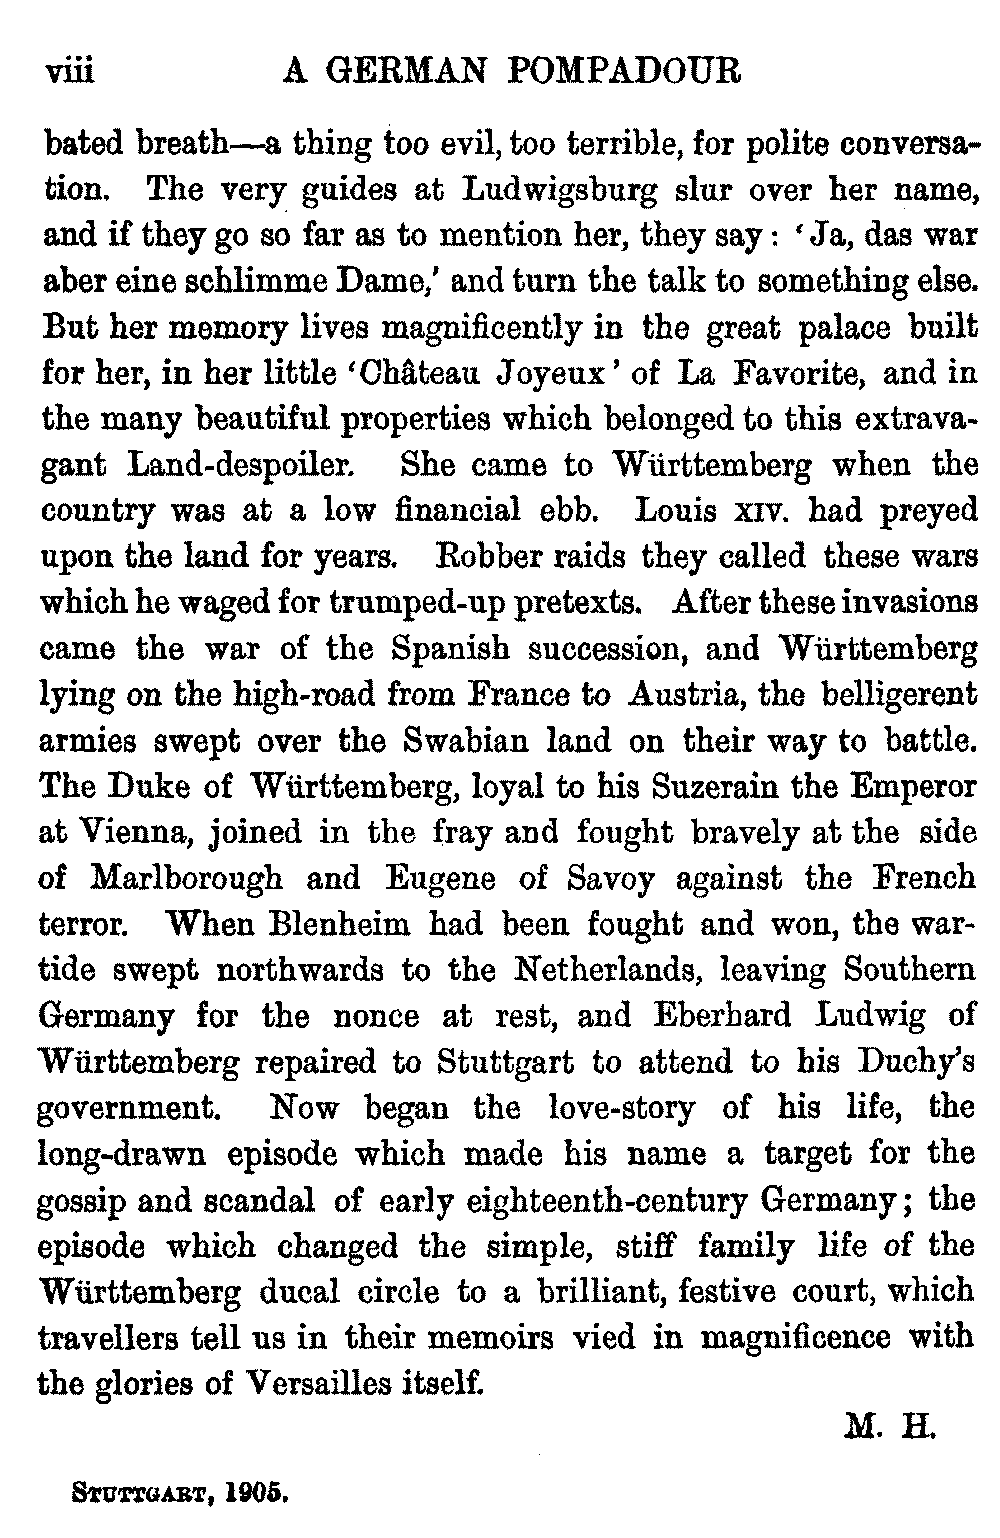 viii A GERMAN POMPADOUR
bated breath—a thing too evil, too terrible, for polite conversa-
tion. The very guides at Ludwigsburg slur over her name,
and if they go so far as to mention her, they say: ‘Ja, das war
aber eine schlimme Dame,’ and turn the talk to something else.
But her memory lives magnificently in the great palace built
for her, in her little ‘Château Joyeux’ of La Favorite, and in
the many beautiful properties which belonged to this extrava-
gant Land-despoiler. She came to Württemberg when the
country was at a low financial ebb. Louis XIV. had preyed
upon the land for years. Robber raids they called these wars
which he waged for trumped-up pretexts. After these invasions
came the war of the Spanish succession, and Württemberg
lying on the high-road from France to Austria, the belligerent
armies swept over the Swabian land on their way to battle.
The Duke of Württemberg, loyal to his Suzerain the Emperor
at Vienna, joined in the fray and fought bravely at the side
of Marlborough and Eugene of Savoy against the French
terror. When Blenheim had been fought and won, the war-
tide swept northwards to the Netherlands, leaving Southern
Germany for the nonce at rest, and Eberhard Ludwig of
Württemberg repaired to Stuttgart to attend to his Duchy’s
government. Now began the love-story of his life, the
long-drawn episode which made his name a target for the
gossip and scandal of early eighteenth-century Germany; the
episode which changed the simple, stiff family life of the
Württemberg ducal circle to a brilliant, festive court, which
travellers tell us in their memoirs vied in magnificence with
the glories of Versailles itself.
M. H.
STUTTGART, 1905.